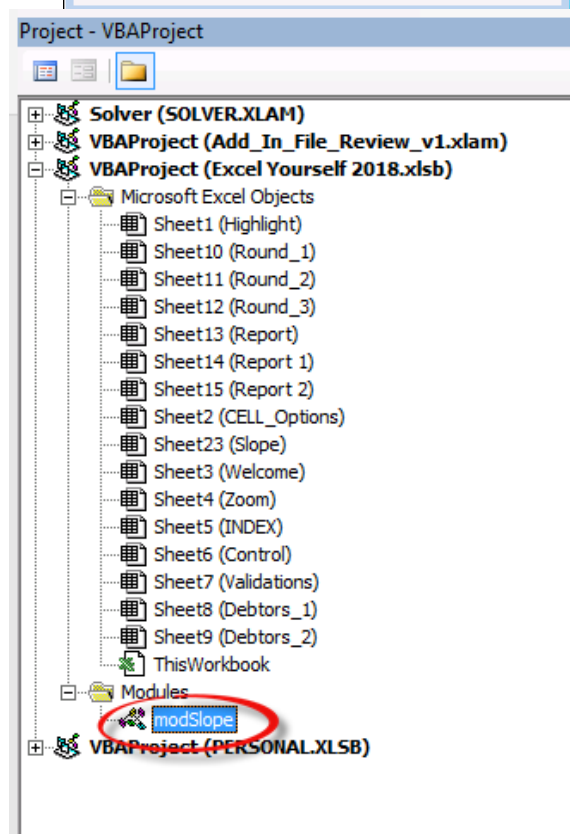 Project - VBAProject
Solver (SOLVER.XLAM)
VBAProject (Add_In_File_Review_v1.xlam)
VBAProject (Excel Yourself 2018.xlsb)
Microsoft Excel Objects
Sheet1 (Highlight)
Sheet10 (Round_1)
Sheet11 (Round_2)
Sheet12 (Round_3)
Sheet13 (Report)
Sheet14 (Report 1)
Sheet15 (Report 2)
Sheet2 (CELL_Options)
Sheet23 (Slope)
Sheet3 (Welcome)
Sheet4 (Zoom)
Sheet5 (INDEX)
Sheet6 (Control)
Sheet7 (Validations)
Sheet8 (Debtors_1)
Sheet9 (Debtors_2)
ThisWorkbook
Modules
modSlope
VBAProject (PERSONAL.XLSB)